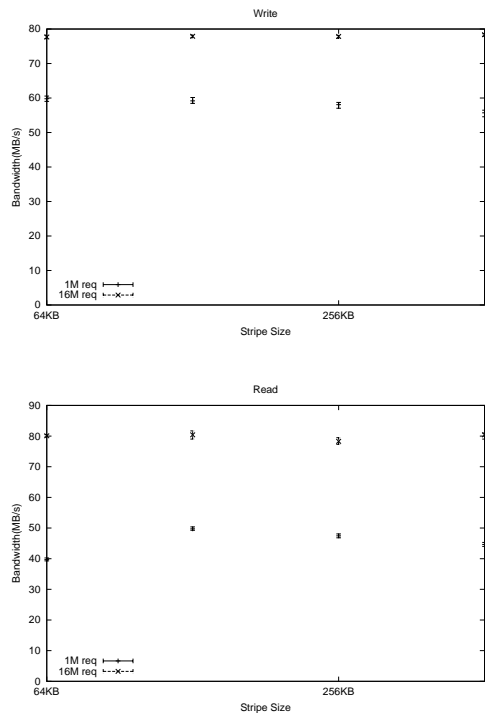 Write
80
70
60
50
40
30
20
10
0
Bandwidth(MB/s)
1M req
16M req
64KB
256KB
Stripe Size
Read
90
80
70
60
50
40
30
20
10
0
Bandwidth(MB/s)
1M req
16M req
64KB
256KB
Stripe Size